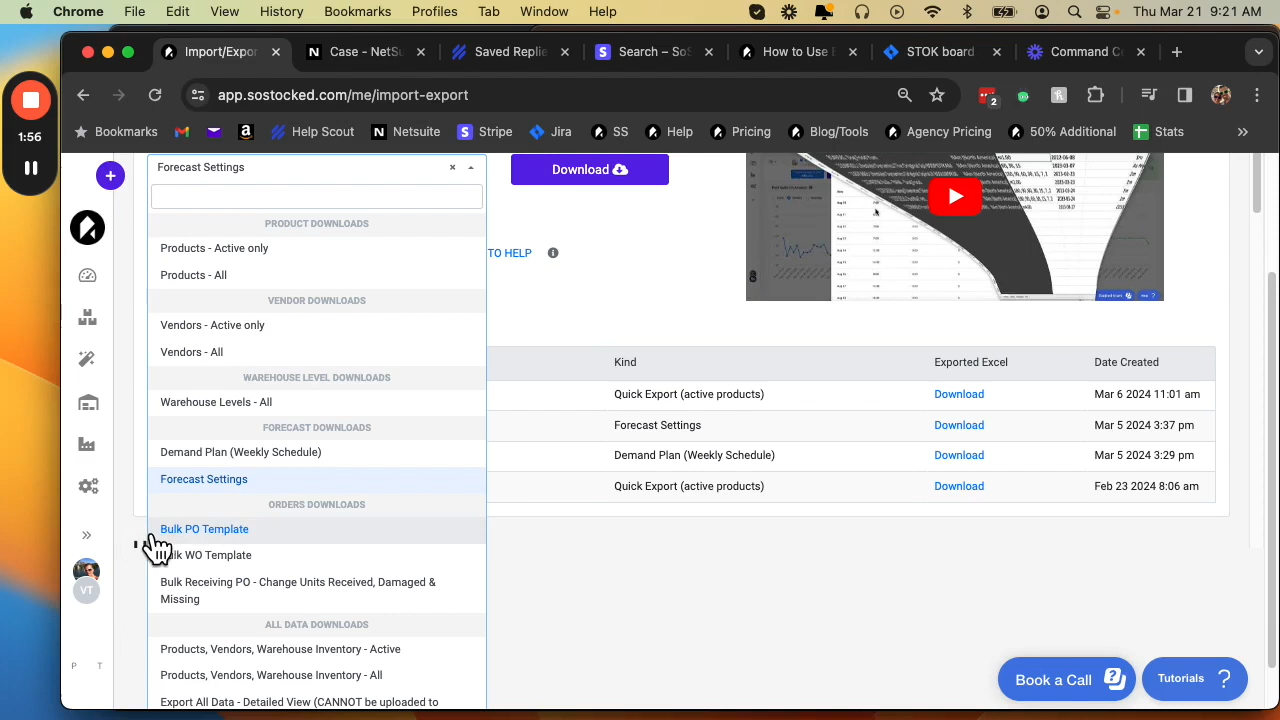 Chrome File Edit View History Bookmarks Profiles Tab Window Help Thu Mar 21 9:21 AM
Import/Expor Case – NetSu Saved Replie Search – SoS How to Use E STOK board Command Ce
1:56
app.sostocked.com/me/import-export 2
Bookmarks Help Scout Netsuite Stripe Jira SS Help Pricing Blog/Tools Agency Pricing 50% Additional Stats
Forecast Settings
Download
PRODUCT DOWNLOADS
Products - Active only
TO HELP
Products - All
VENDOR DOWNLOADS
Vendors - Active only
Vendors - All
WAREHOUSE LEVEL DOWNLOADS
Warehouse Levels - All
FORECAST DOWNLOADS
Demand Plan (Weekly Schedule)
Forecast Settings
ORDERS DOWNLOADS
Bulk PO Template
Bulk WO Template
Bulk Receiving PO - Change Units Received, Damaged &
Missing
ALL DATA DOWNLOADS
Products, Vendors, Warehouse Inventory - Active
Products, Vendors, Warehouse Inventory - All
Export All Data - Detailed View (CANNOT be uploaded to
Kind Exported Excel Date Created
Quick Export (active products) Download Mar 6 2024 11:01 am
Forecast Settings Download Mar 5 2024 3:37 pm
Demand Plan (Weekly Schedule) Download Mar 5 2024 3:29 pm
Quick Export (active products) Download Feb 23 2024 8:06 am
VT
P T
Book a Call
Tutorials ?